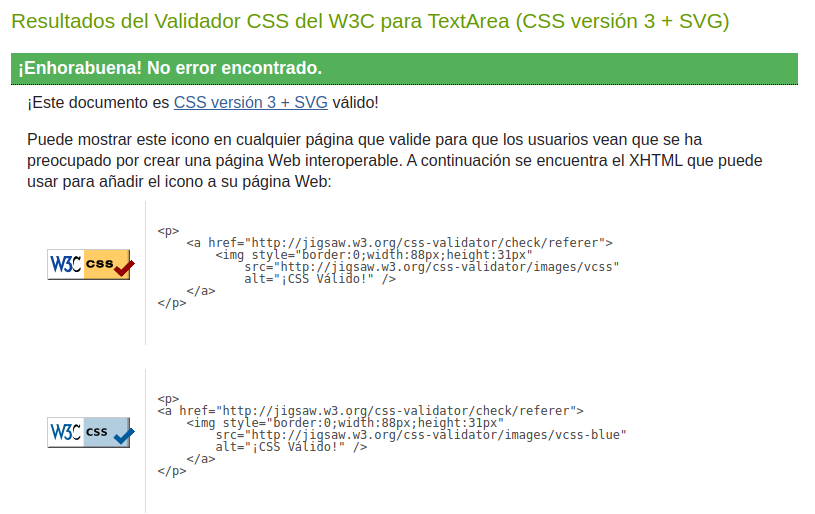 Resultados del Validador CSS del W3C para TextArea (CSS versión 3 + SVG)
¡Enhorabuena! No error encontrado.
¡Este documento es CSS versión 3 + SVG válido!
Puede mostrar este icono en cualquier página que valide para que los usuarios vean que se ha
preocupado por crear una página Web interoperable. A continuación se encuentra el XHTML que puede
usar para añadir el icono a su página Web:
W3C css
<p>
    <a href="http://jigsaw.w3.org/css-validator/check/referer">
        <img style="border:0;width:88px;height:31px"
            src="http://jigsaw.w3.org/css-validator/images/vcss"
            alt="¡CSS Válido!" />
    </a>
</p>
W3C css
<p>
<a href="http://jigsaw.w3.org/css-validator/check/referer">
    <img style="border:0;width:88px;height:31px"
        src="http://jigsaw.w3.org/css-validator/images/vcss-blue"
        alt="¡CSS Válido!" />
    </a>
</p>